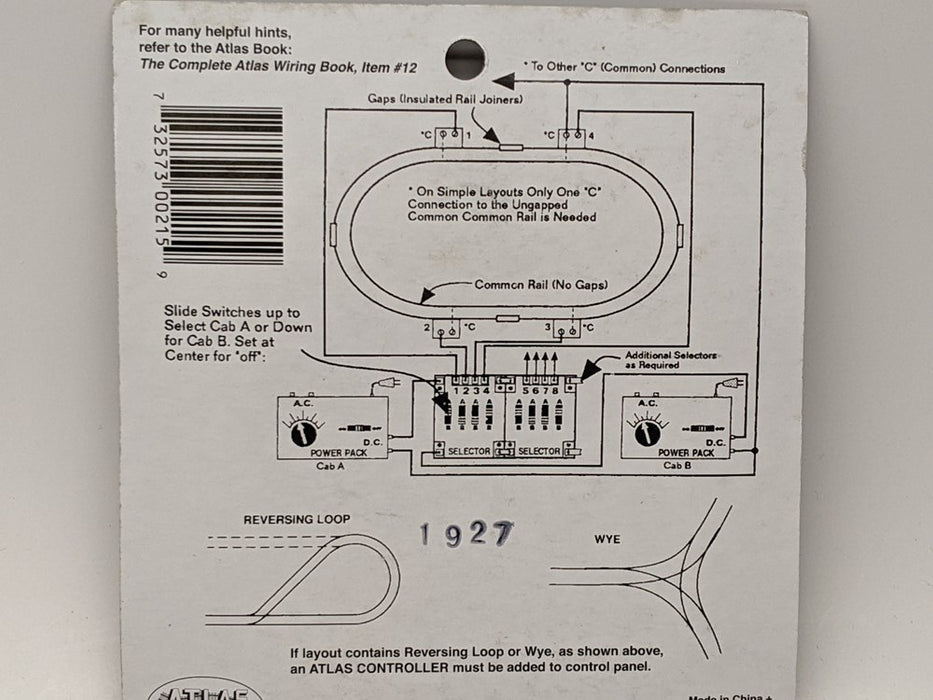 For many helpful hints,
refer to the Atlas Book:
The Complete Atlas Wiring Book, Item #12
* To Other "C" (Common) Connections
Gaps (Insulated Rail Joiners)
7 32573 00215 9
"C 1
"C 4
* On Simple Layouts Only One "C"
Connection to the Ungapped
Common Common Rail is Needed
Common Rail (No Gaps)
Slide Switches up to
Select Cab A or Down
for Cab B. Set at
Center for "off":
2 "C
3 "C
Additional Selectors
as Required
1 2 3 4
5 6 7 8
A A A A
A A A A
B B B B
B B B B
SELECTOR
SELECTOR
A.C.
D.C.
POWER PACK
Cab A
A.C.
D.C.
POWER PACK
Cab B
REVERSING LOOP
1927
WYE
If layout contains Reversing Loop or Wye, as shown above,
an ATLAS CONTROLLER must be added to control panel.
ATLAS
Made in China